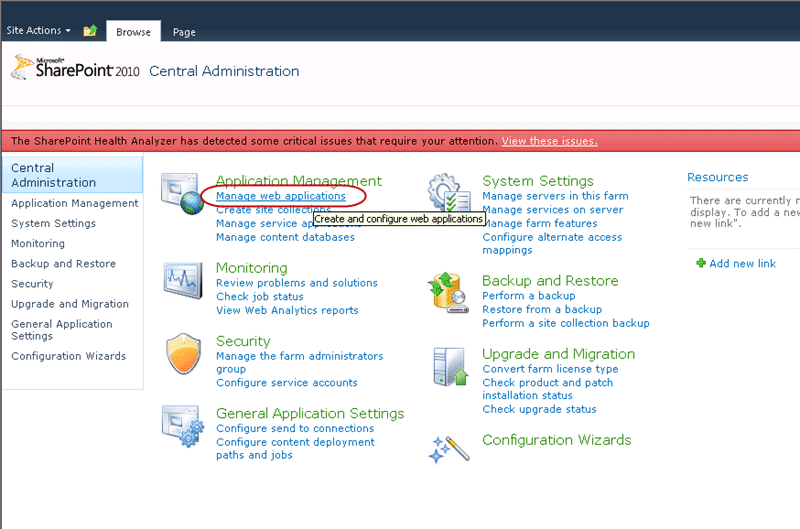 Site Actions
Browse
Page
Microsoft
SharePoint 2010
Central Administration
The SharePoint Health Analyzer has detected some critical issues that require your attention. View these issues.
Central
Administration
Application Management
System Settings
Monitoring
Backup and Restore
Security
Upgrade and Migration
General Application
Settings
Configuration Wizards
Application Management
Manage web applications
Create site collections
Create and configure web applications
Manage service
Manage content databases
Monitoring
Review problems and solutions
Check job status
View Web Analytics reports
Security
Manage the farm administrators
group
Configure service accounts
General Application Settings
Configure send to connections
Configure content deployment
paths and jobs
System Settings
Manage servers in this farm
Manage services on server
Manage farm features
Configure alternate access
mappings
Backup and Restore
Perform a backup
Restore from a backup
Perform a site collection backup
Upgrade and Migration
Convert farm license type
Check product and patch
installation status
Check upgrade status
Configuration Wizards
Resources
There are currently n
display. To add a new
new link".
Add new link